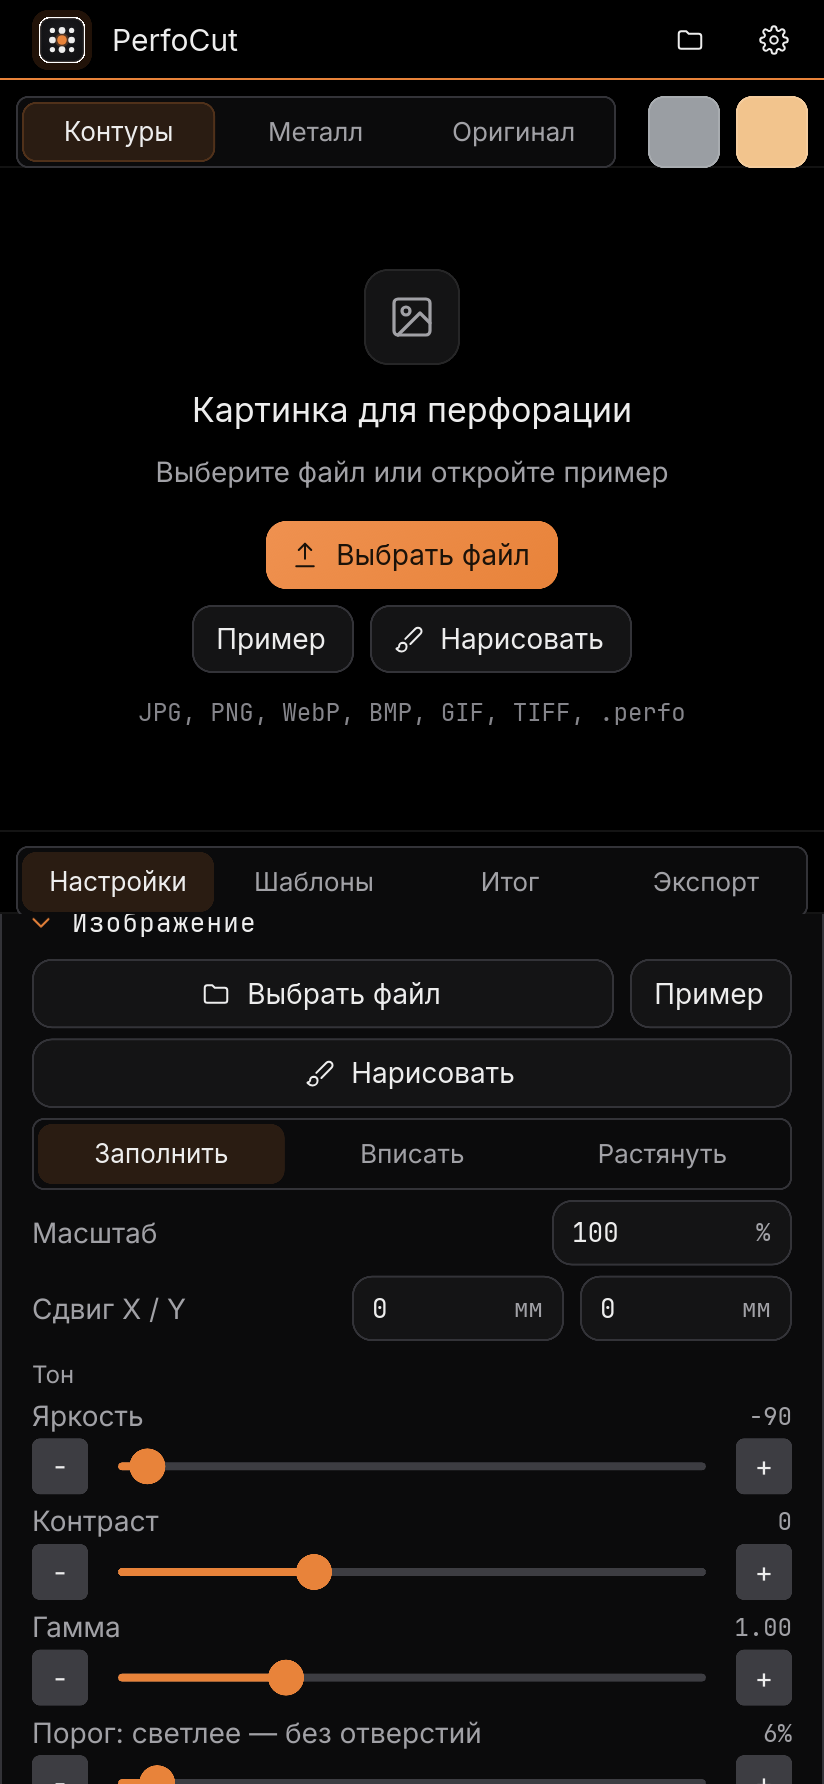 PerfoCut
Контуры Металл Оригинал
Картинка для перфорации
Выберите файл или откройте пример
Выбрать файл
Пример Нарисовать
JPG, PNG, WebP, BMP, GIF, TIFF, .perfo
Настройки Шаблоны Итог Экспорт
Изображение
Выбрать файл Пример
Нарисовать
Заполнить Вписать Растянуть
Масштаб 100 %
Сдвиг X / Y 0 мм 0 мм
Тон
Яркость -90
- +
Контраст 0
- +
Гамма 1.00
- +
Порог: светлее — без отверстий 6%
- +